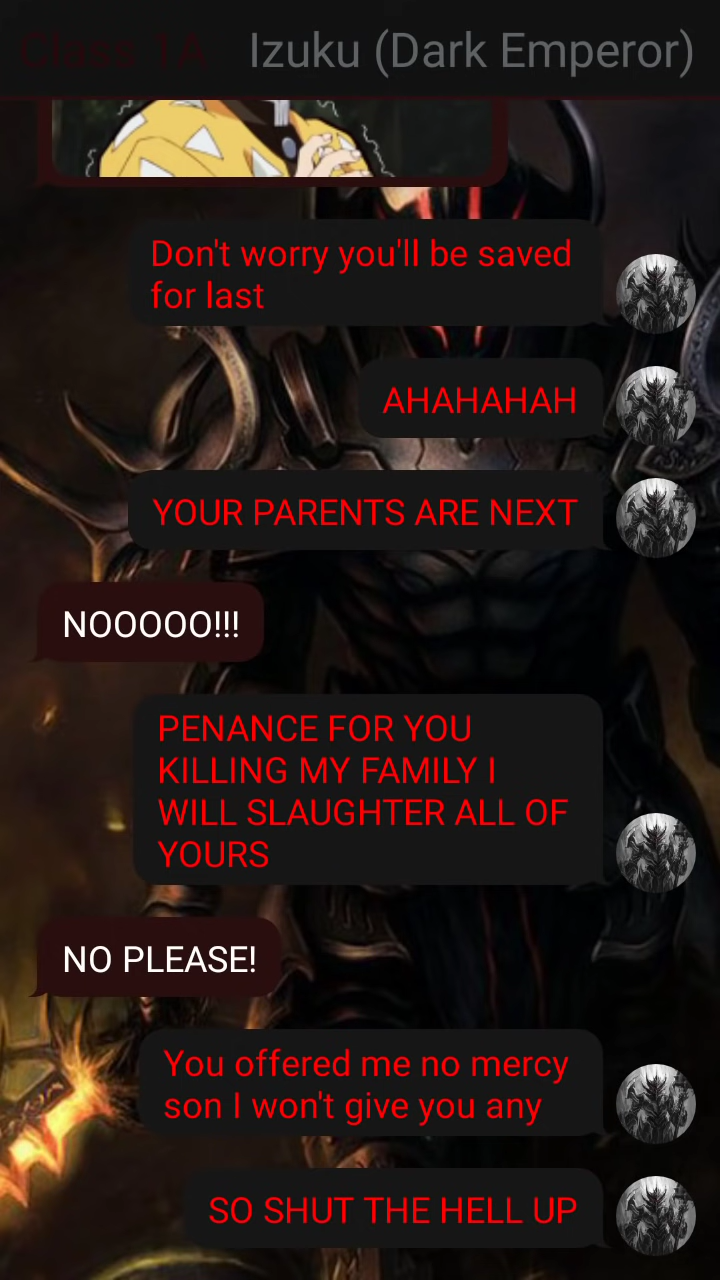 Class 1A Izuku (Dark Emperor)
Don't worry you'll be saved
for last
AHAHAHAH
YOUR PARENTS ARE NEXT
NOOOOO!!!
PENANCE FOR YOU
KILLING MY FAMILY I
WILL SLAUGHTER ALL OF
YOURS
NO PLEASE!
You offered me no mercy
son I won't give you any
SO SHUT THE HELL UP